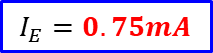 I_E = 0.75mA